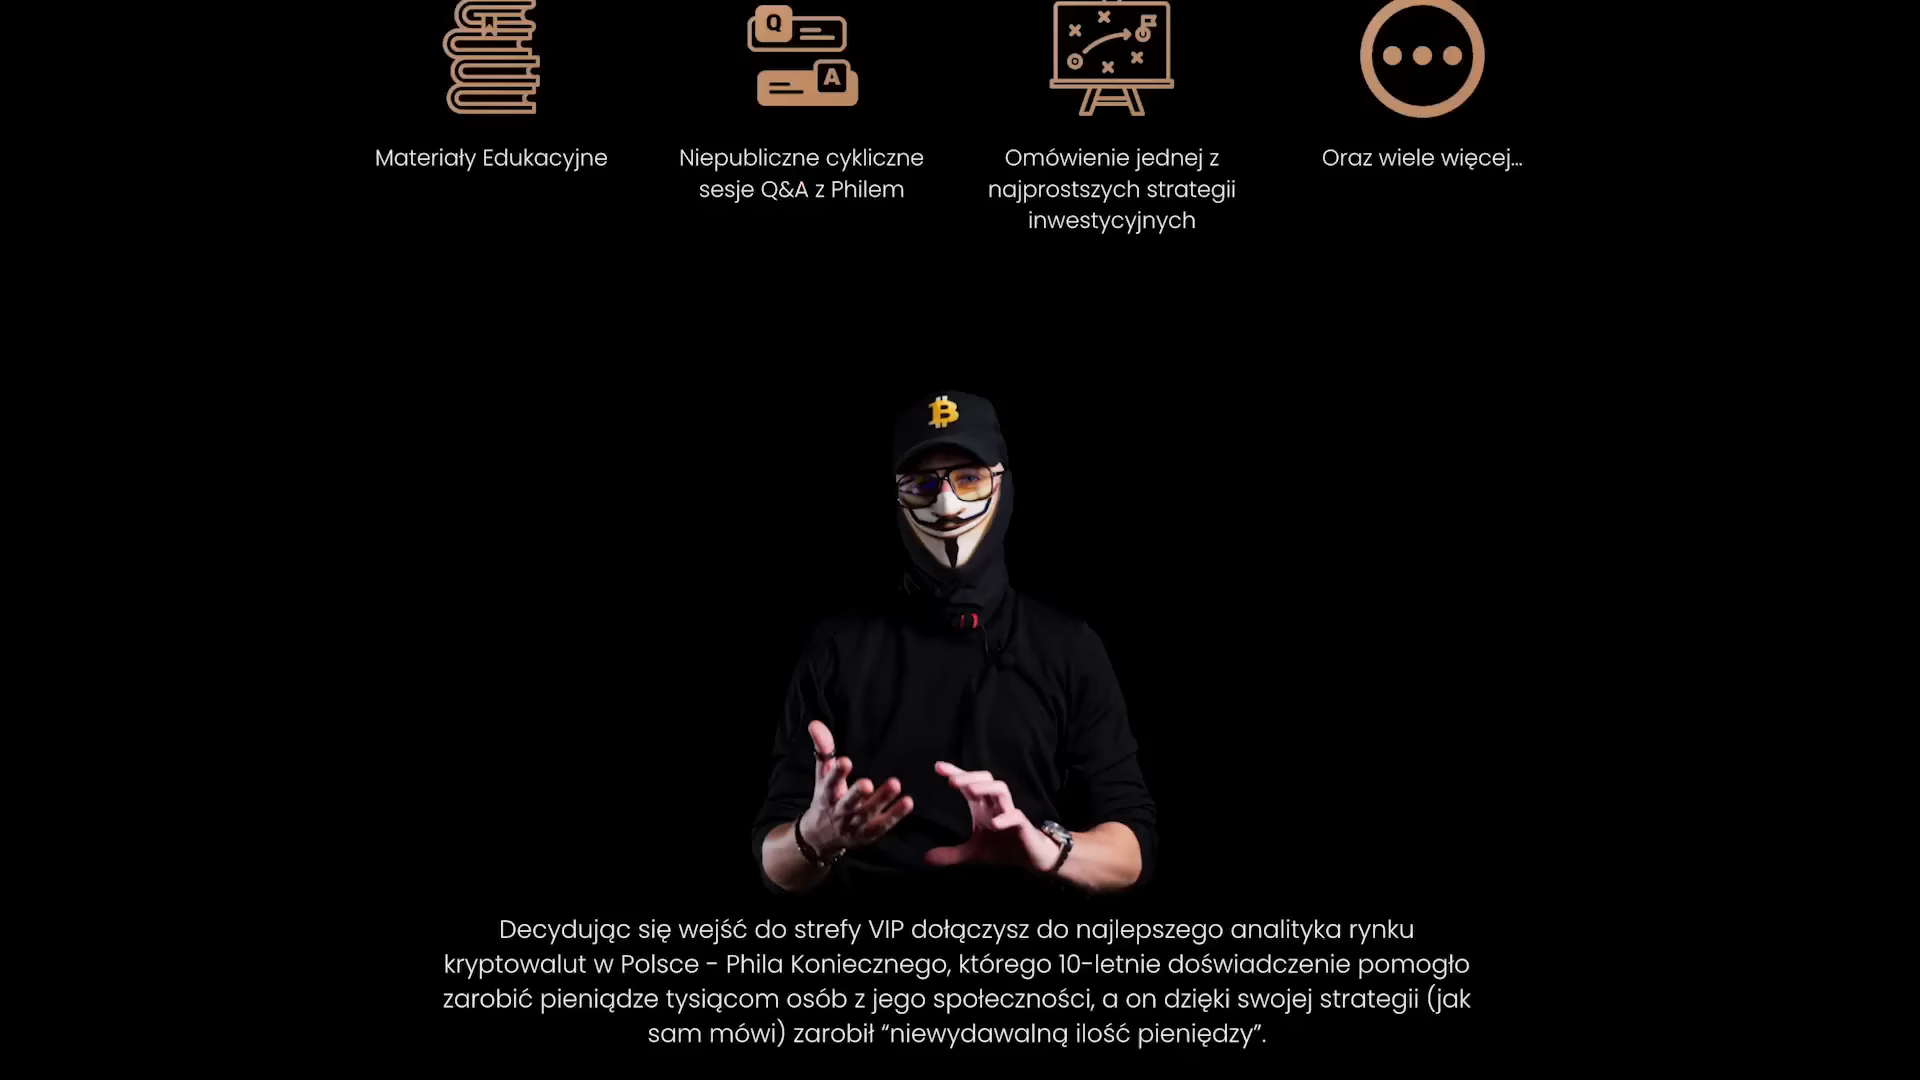 Q
A
Materiały Edukacyjne
Niepubliczne cykliczne
sesje Q&A z Philem
Omówienie jednej z
najprostszych strategii
inwestycyjnych
Oraz wiele więcej...
Decydując się wejść do strefy VIP dołączysz do najlepszego analityka rynku
kryptowalut w Polsce - Phila Koniecznego, którego 10-letnie doświadczenie pomogło
zarobić pieniądze tysiącom osób z jego społeczności, a on dzięki swojej strategii (jak
sam mówi) zarobił “niewydawalną ilość pieniędzy”.